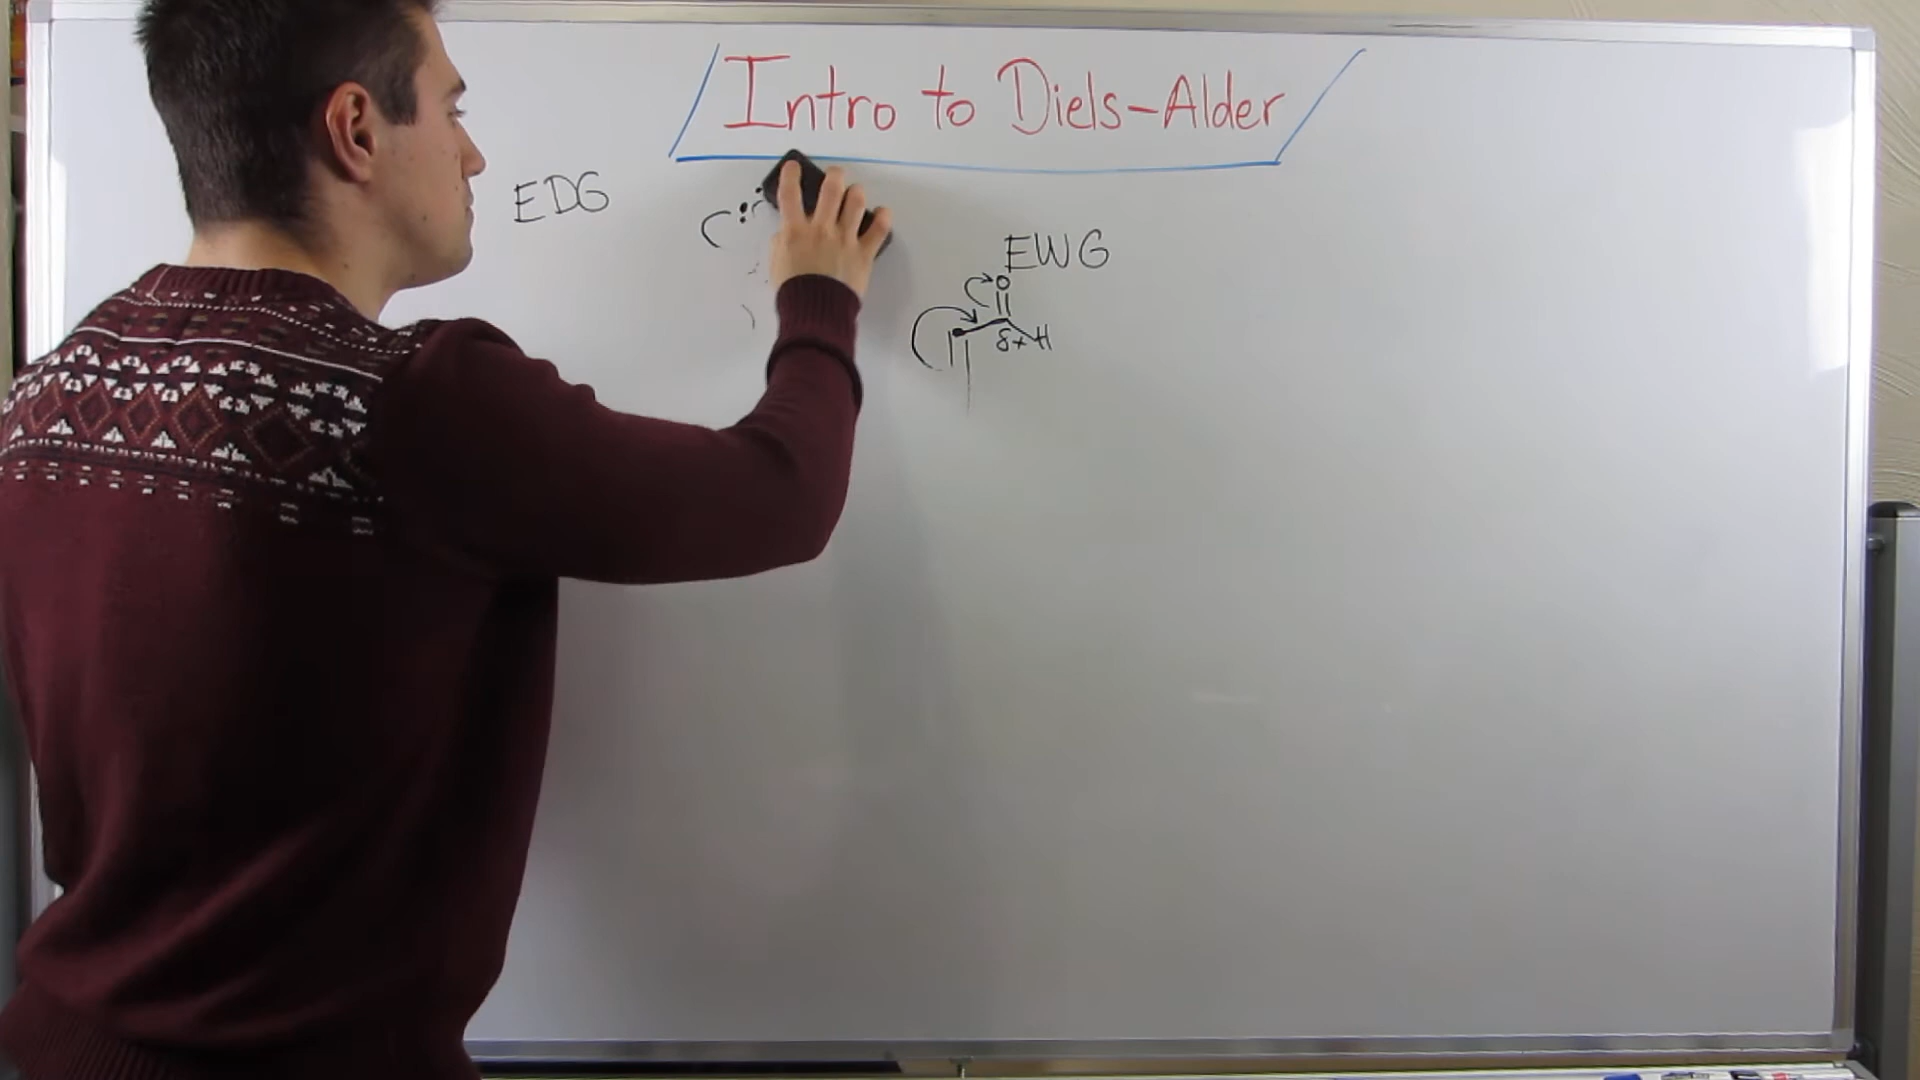 Intro to Diels-Alder
EDG
EWG
O
δ+ H